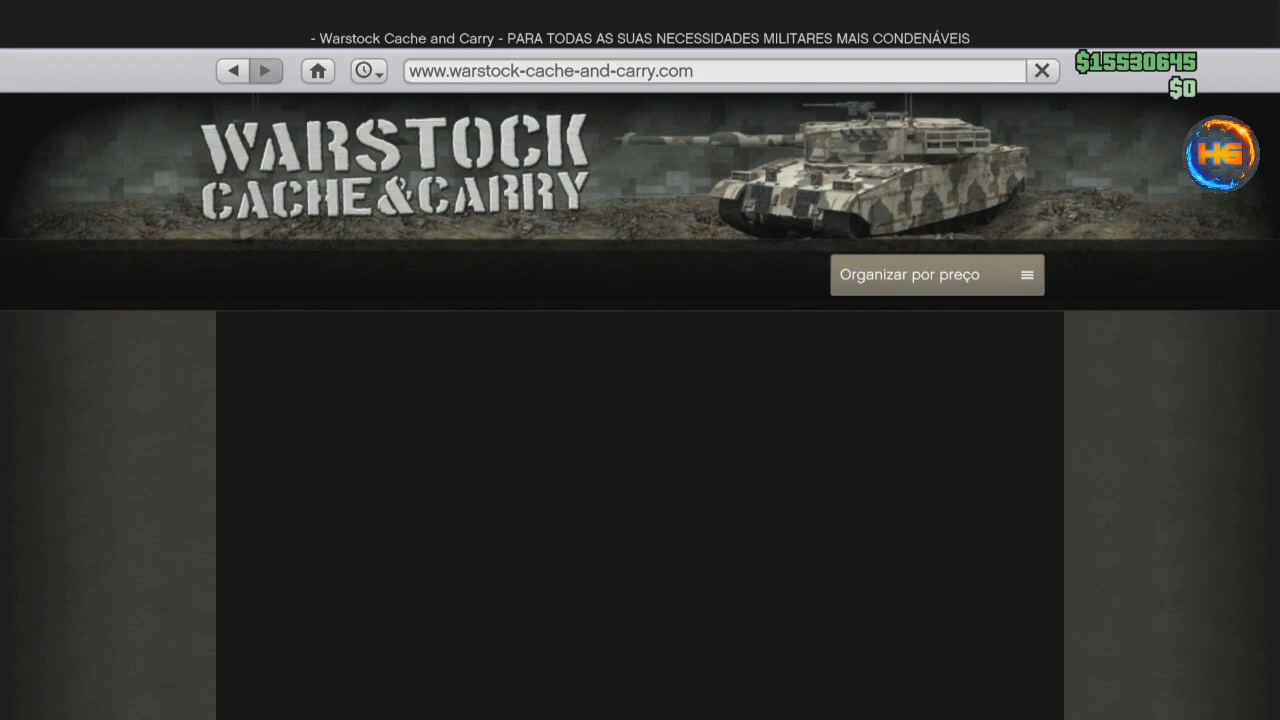 - Warstock Cache and Carry - PARA TODAS AS SUAS NECESSIDADES MILITARES MAIS CONDENÁVEIS
www.warstock-cache-and-carry.com
$15530645
$0
WARSTOCK
CACHE&CARRY
HG
Organizar por preço